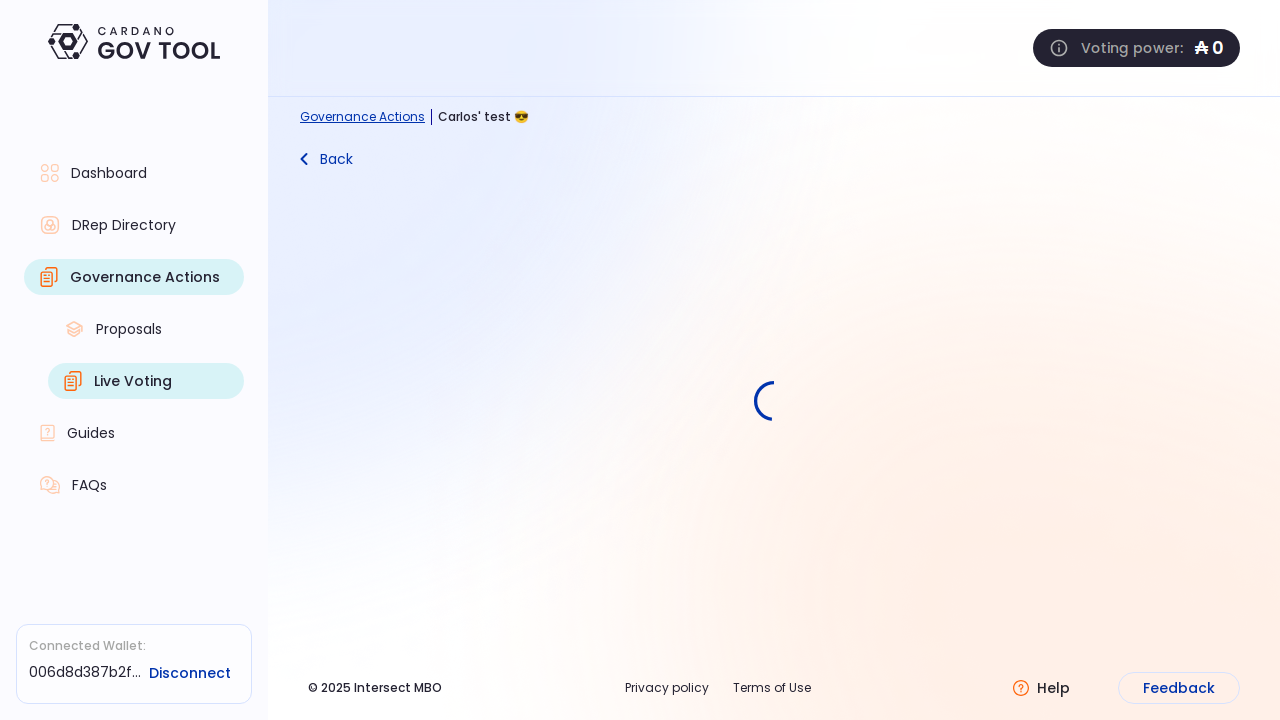 CARDANO
GOV TOOL
Voting power: ₳ 0
Governance Actions | Carlos' test 😎
Back
Dashboard
DRep Directory
Governance Actions
Proposals
Live Voting
Guides
FAQs
Connected Wallet:
006d8d387b2f... Disconnect
© 2025 Intersect MBO
Privacy policy
Terms of Use
Help
Feedback